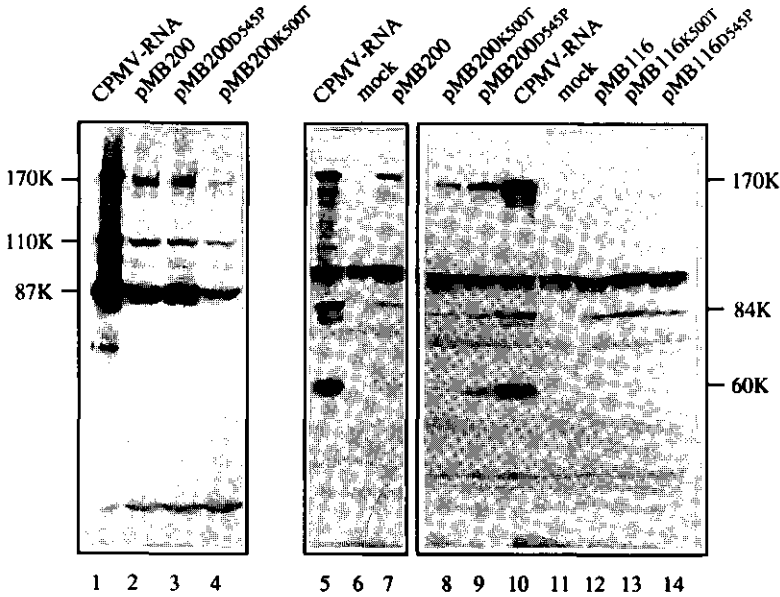 CPMV-RNA
pMB200
pMB200D545P
pMB200K500T
CPMV-RNA
mock
pMB200
pMB200K500T
pMB200D545P
CPMV-RNA
mock
pMB116
pMB116K500T
pMB116D545P
170K
110K
87K
170K
84K
60K
1 2 3 4 5 6 7 8 9 10 11 12 13 14